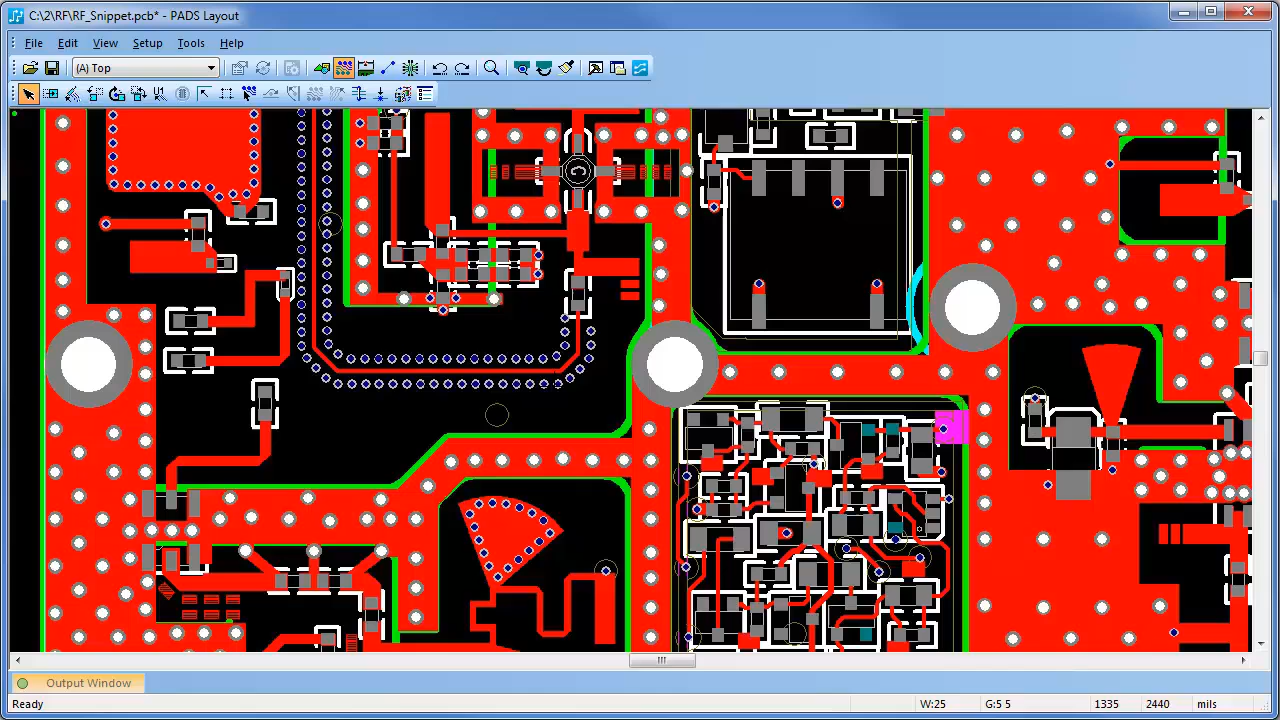 C:\2\RF\RF_Snippet.pcb* - PADS Layout
File Edit View Setup Tools Help
(A) Top
Output Window
Ready W:25 G:5 5 1335 2440 mils